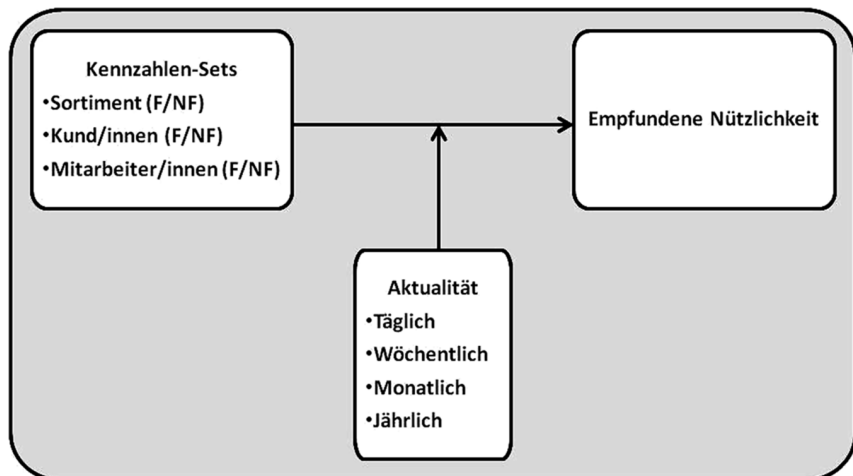 Kennzahlen-Sets
•Sortiment (F/NF)
•Kund/innen (F/NF)
•Mitarbeiter/innen (F/NF)
Empfundene Nützlichkeit
Aktualität
•Täglich
•Wöchentlich
•Monatlich
•Jährlich